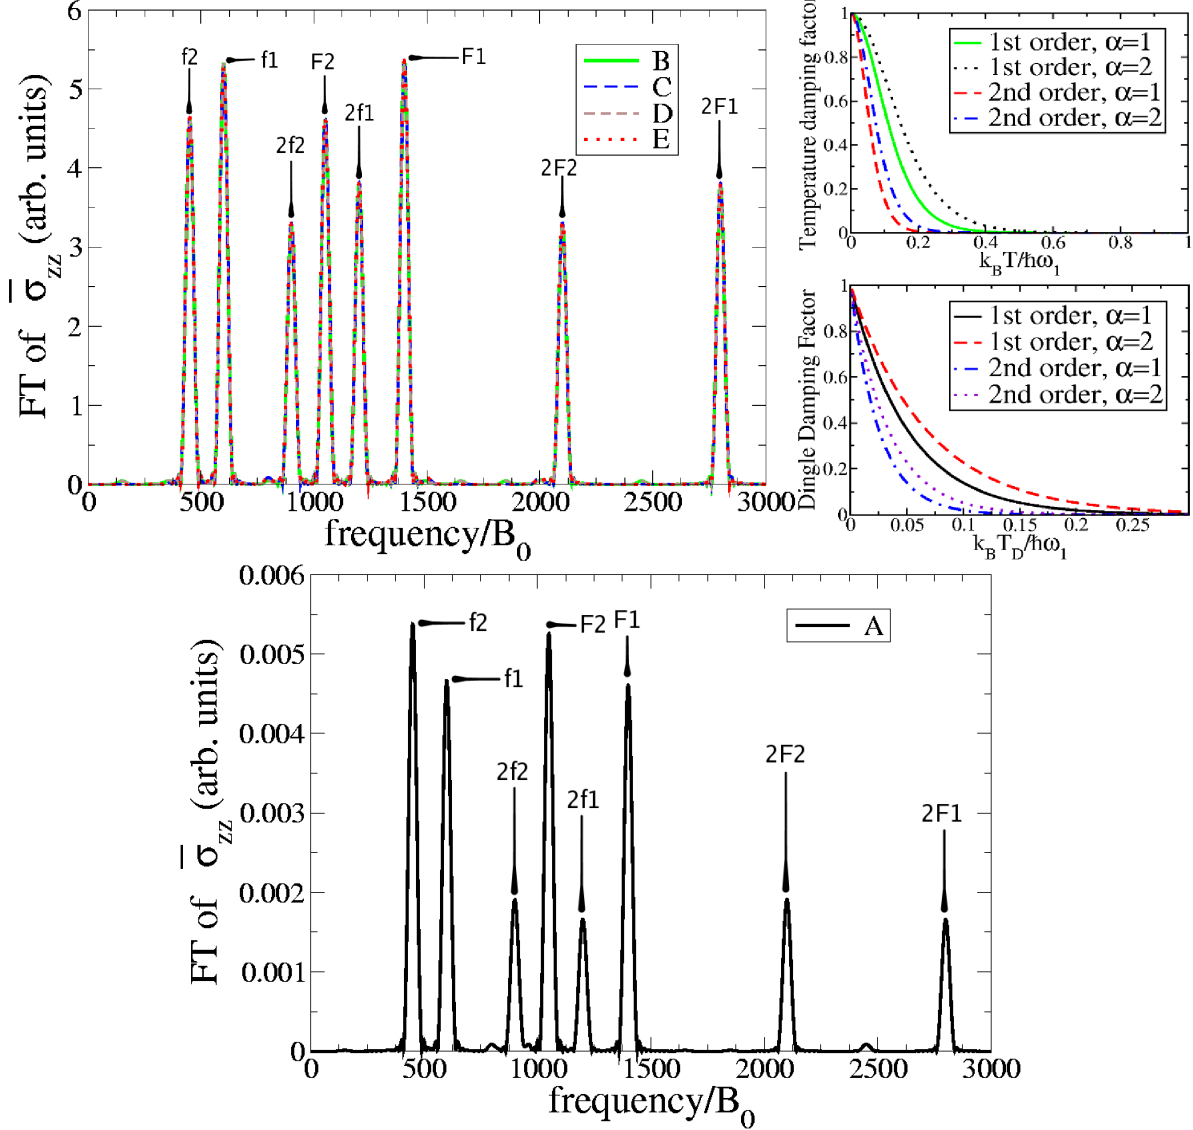 FT of σ̅zz (arb. units)
6
5
4
3
2
1
0
0
500
1000
1500
2000
2500
3000
frequency/B0
f2
f1
2f2
F2
2f1
F1
2F2
2F1
B
C
D
E
Temperature damping factor
1
0.8
0.6
0.4
0.2
0
0
0.2
0.4
0.6
0.8
1
kBT/ħω1
1st order, α=1
1st order, α=2
2nd order, α=1
2nd order, α=2
Dingle Damping Factor
1
0.8
0.6
0.4
0.2
0
0
0.05
0.1
0.15
0.2
0.25
kBTD/ħω1
1st order, α=1
1st order, α=2
2nd order, α=1
2nd order, α=2
FT of σ̅zz (arb. units)
0.006
0.005
0.004
0.003
0.002
0.001
0
0
500
1000
1500
2000
2500
3000
frequency/B0
f2
f1
2f2
F2
2f1
F1
2F2
2F1
A